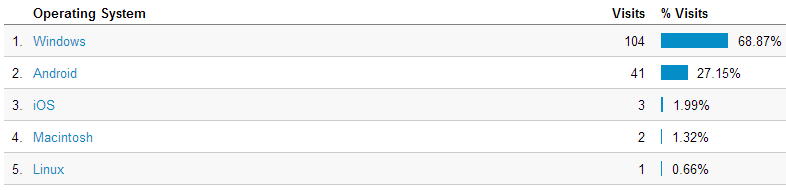 Operating System Visits % Visits
1. Windows 104 68.87%
2. Android 41 27.15%
3. iOS 3 1.99%
4. Macintosh 2 1.32%
5. Linux 1 0.66%